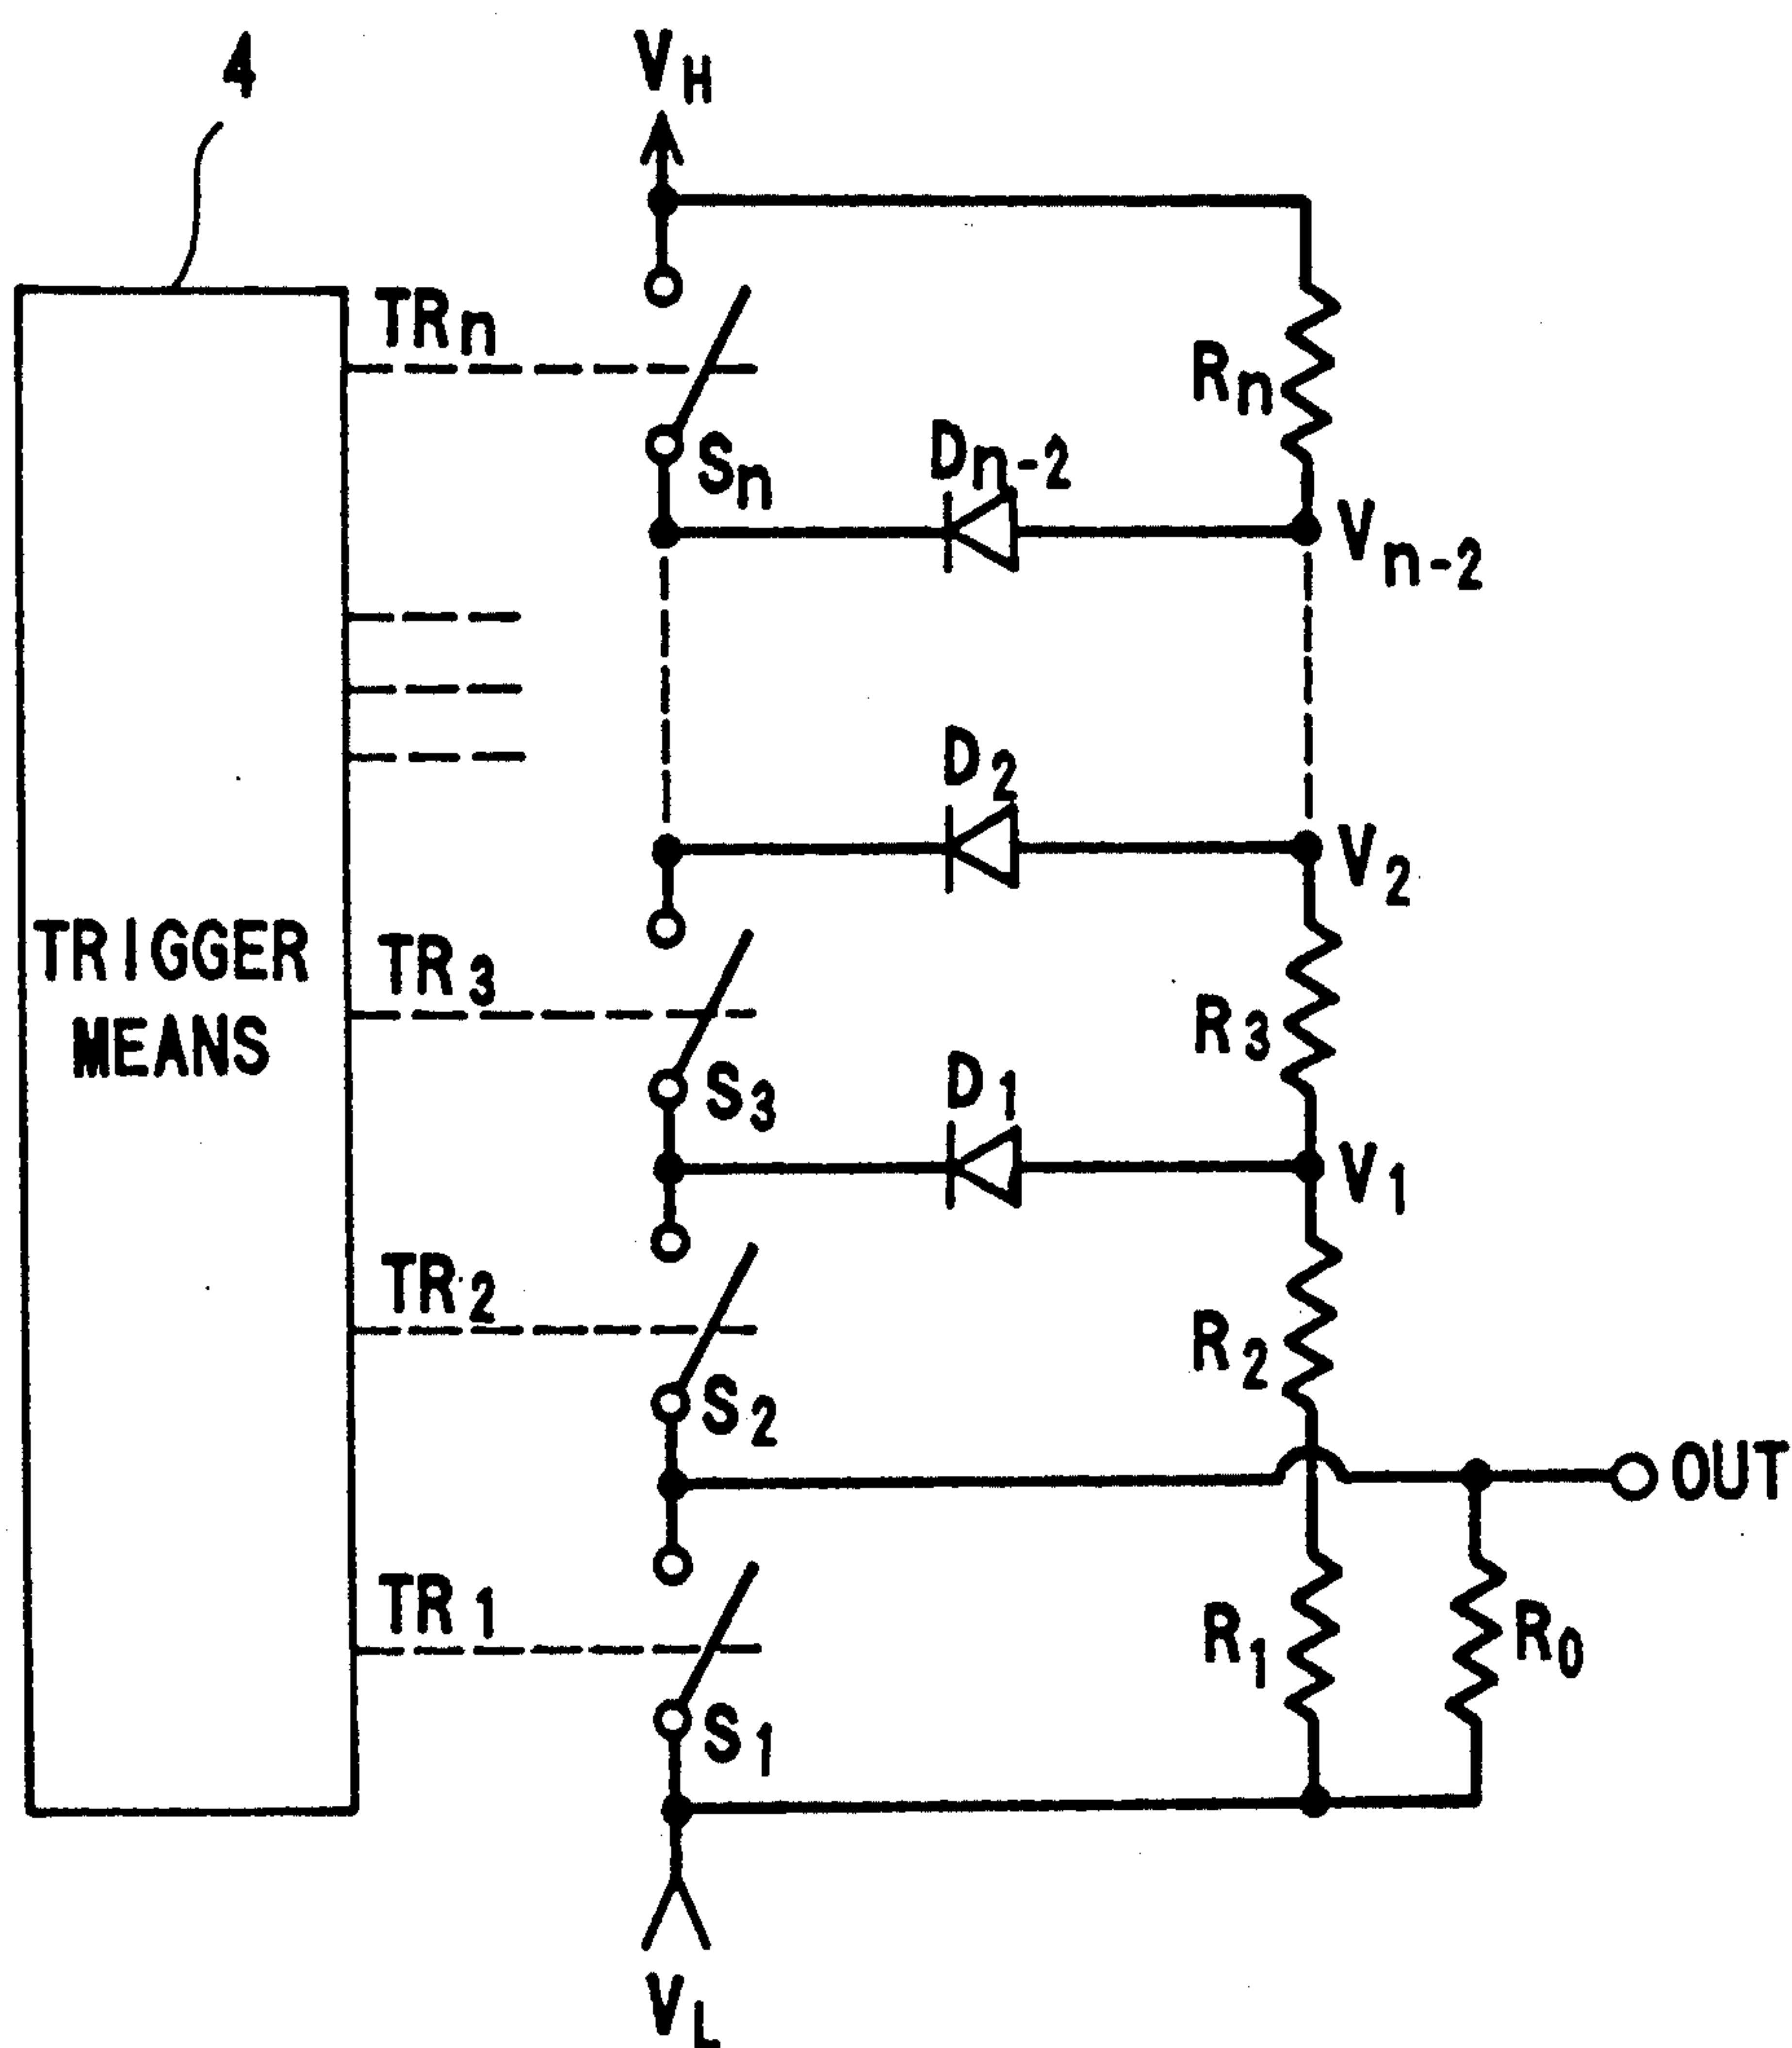 4
VH
TRn
Rn
Sn
Dn-2
Vn-2
D2
V2
TRIGGER
MEANS
TR3
S3
R3
D1
V1
TR2
S2
R2
OUT
TR1
S1
R1
R0
VL